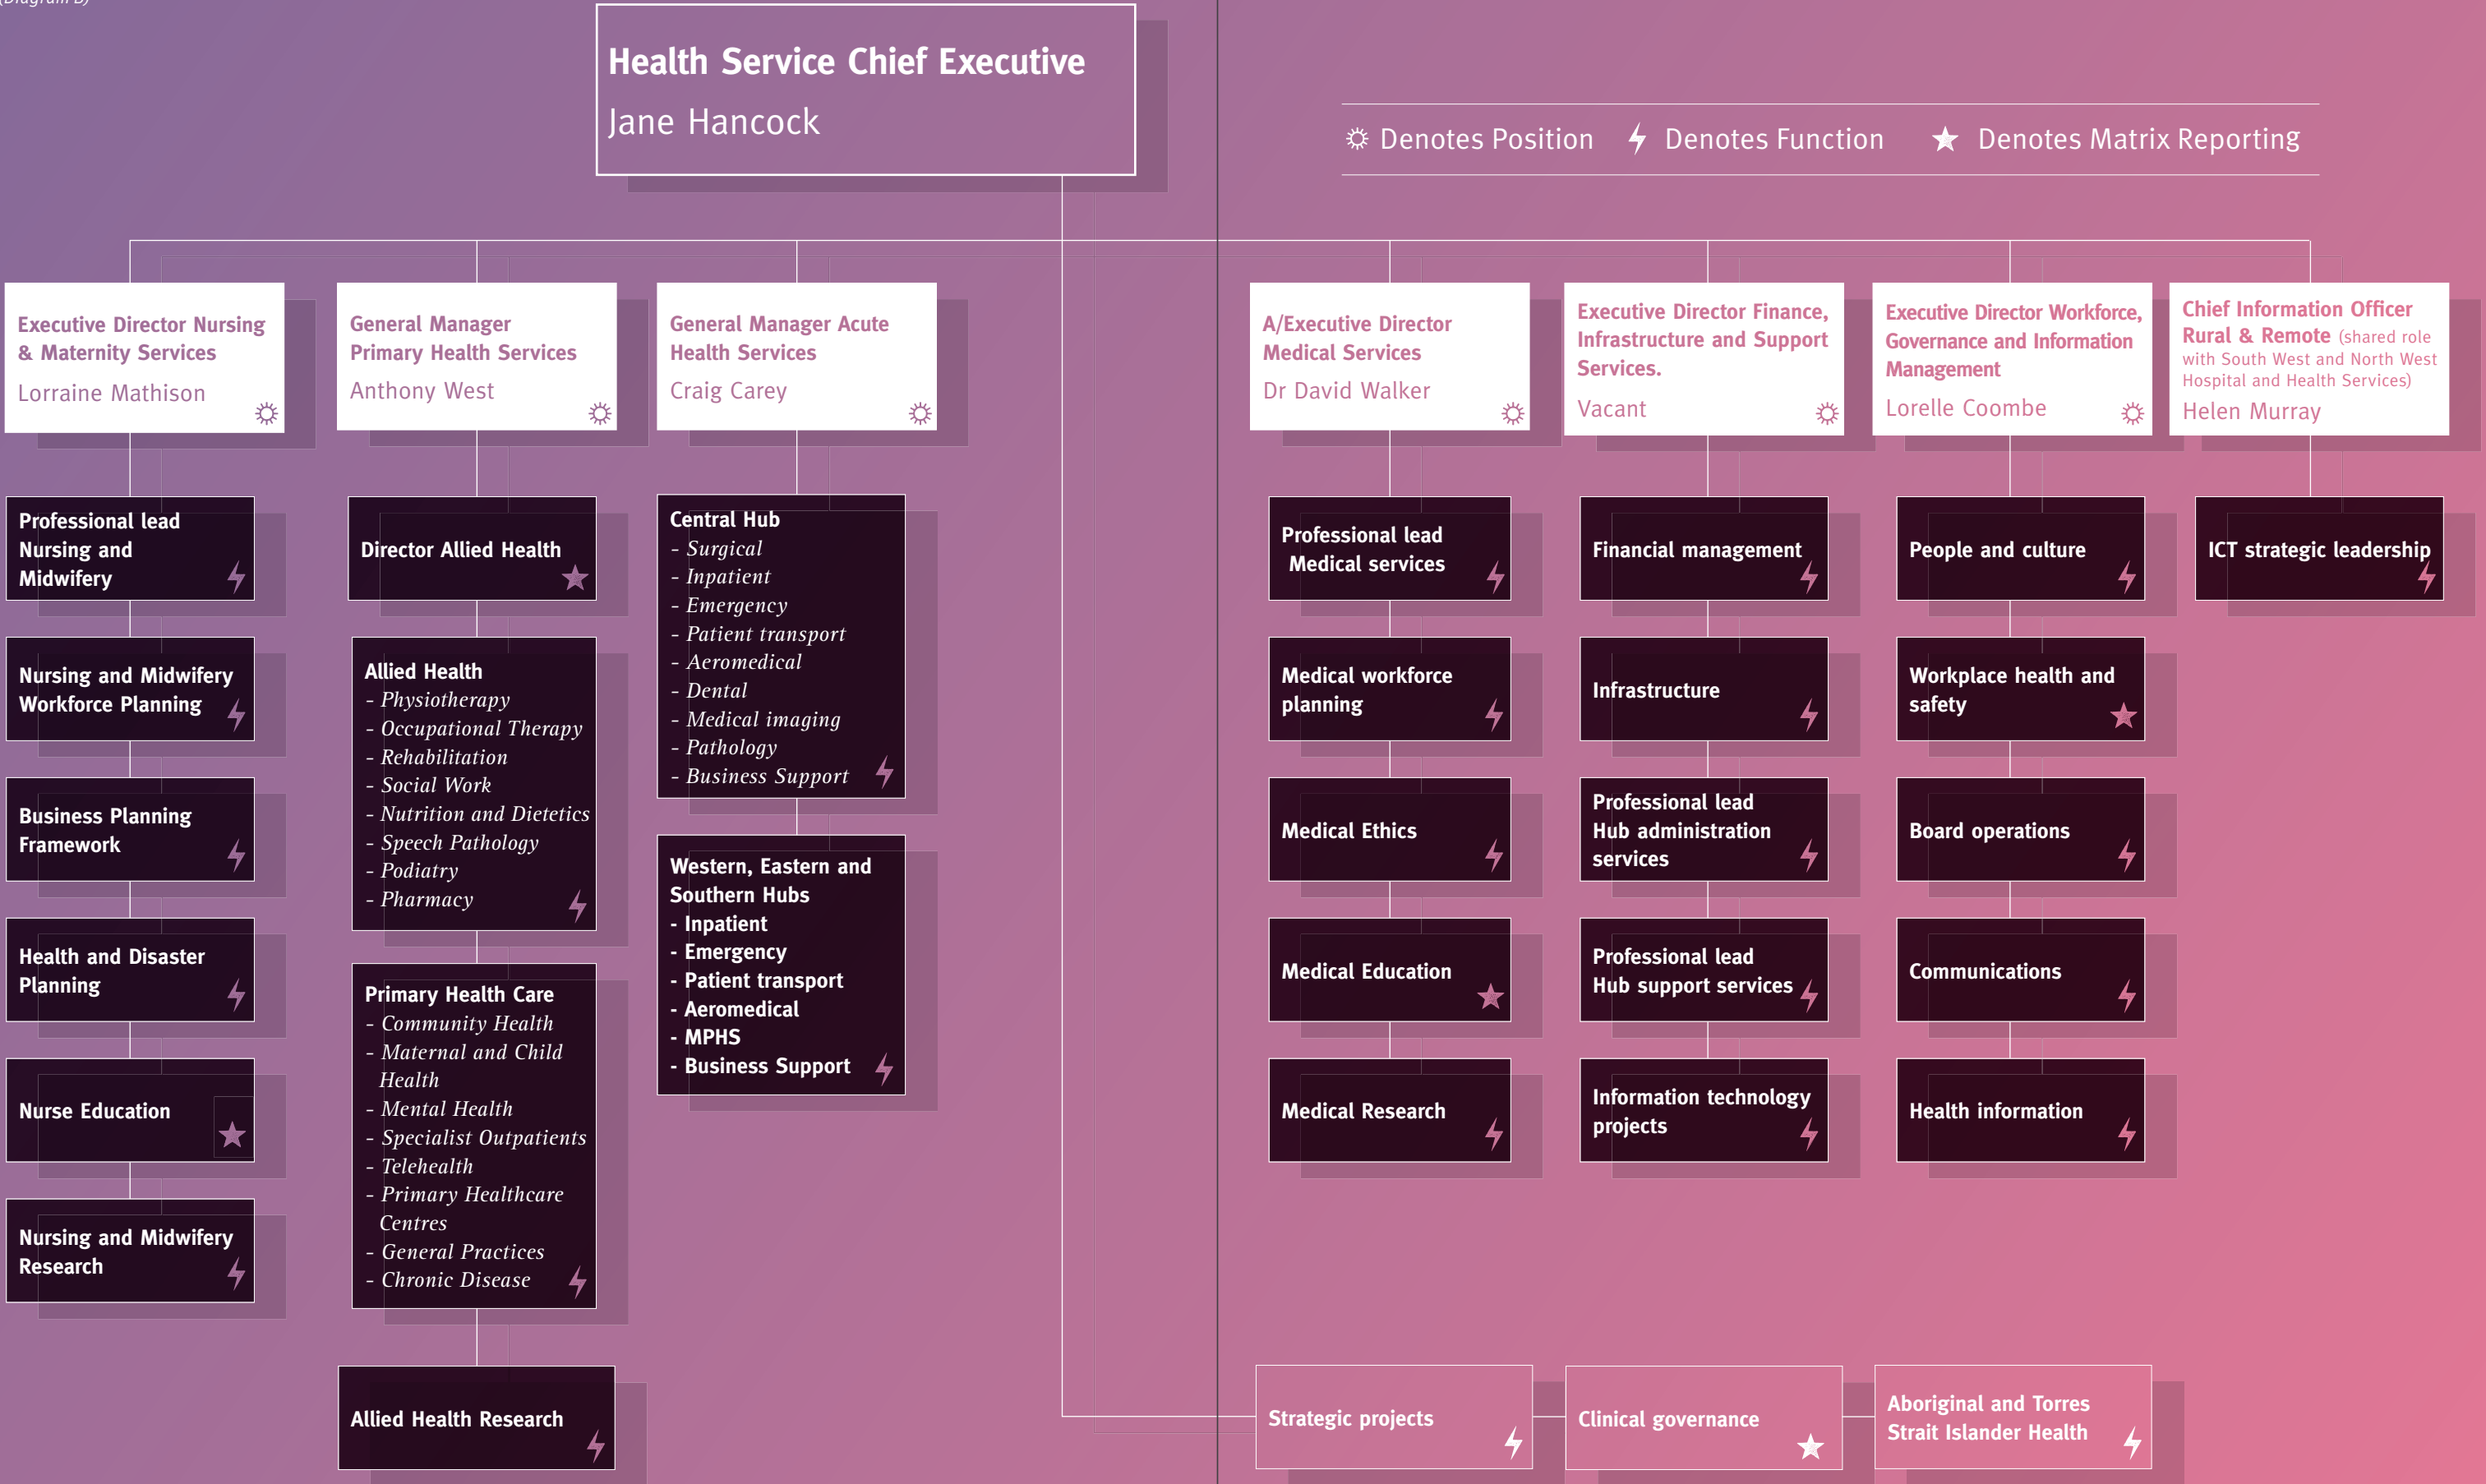 (Diagram B)
Health Service Chief Executive
Jane Hancock
Denotes Position Denotes Function Denotes Matrix Reporting
Executive Director Nursing
& Maternity Services
Lorraine Mathison
General Manager
Primary Health Services
Anthony West
General Manager Acute
Health Services
Craig Carey
A/Executive Director
Medical Services
Dr David Walker
Executive Director Finance,
Infrastructure and Support
Services.
Vacant
Executive Director Workforce,
Governance and Information
Management
Lorelle Coombe
Chief Information Officer
Rural & Remote (shared role
with South West and North West
Hospital and Health Services)
Helen Murray
Professional lead
Nursing and
Midwifery
Nursing and Midwifery
Workforce Planning
Business Planning
Framework
Health and Disaster
Planning
Nurse Education
Nursing and Midwifery
Research
Director Allied Health
Allied Health
- Physiotherapy
- Occupational Therapy
- Rehabilitation
- Social Work
- Nutrition and Dietetics
- Speech Pathology
- Podiatry
- Pharmacy
Primary Health Care
- Community Health
- Maternal and Child
Health
- Mental Health
- Specialist Outpatients
- Telehealth
- Primary Healthcare
Centres
- General Practices
- Chronic Disease
Allied Health Research
Central Hub
- Surgical
- Inpatient
- Emergency
- Patient transport
- Aeromedical
- Dental
- Medical imaging
- Pathology
- Business Support
Western, Eastern and
Southern Hubs
- Inpatient
- Emergency
- Patient transport
- Aeromedical
- MPHS
- Business Support
Professional lead
Medical services
Medical workforce
planning
Medical Ethics
Medical Education
Medical Research
Financial management
Infrastructure
Professional lead
Hub administration
services
Professional lead
Hub support services
Information technology
projects
People and culture
Workplace health and
safety
Board operations
Communications
Health information
ICT strategic leadership
Strategic projects
Clinical governance
Aboriginal and Torres
Strait Islander Health